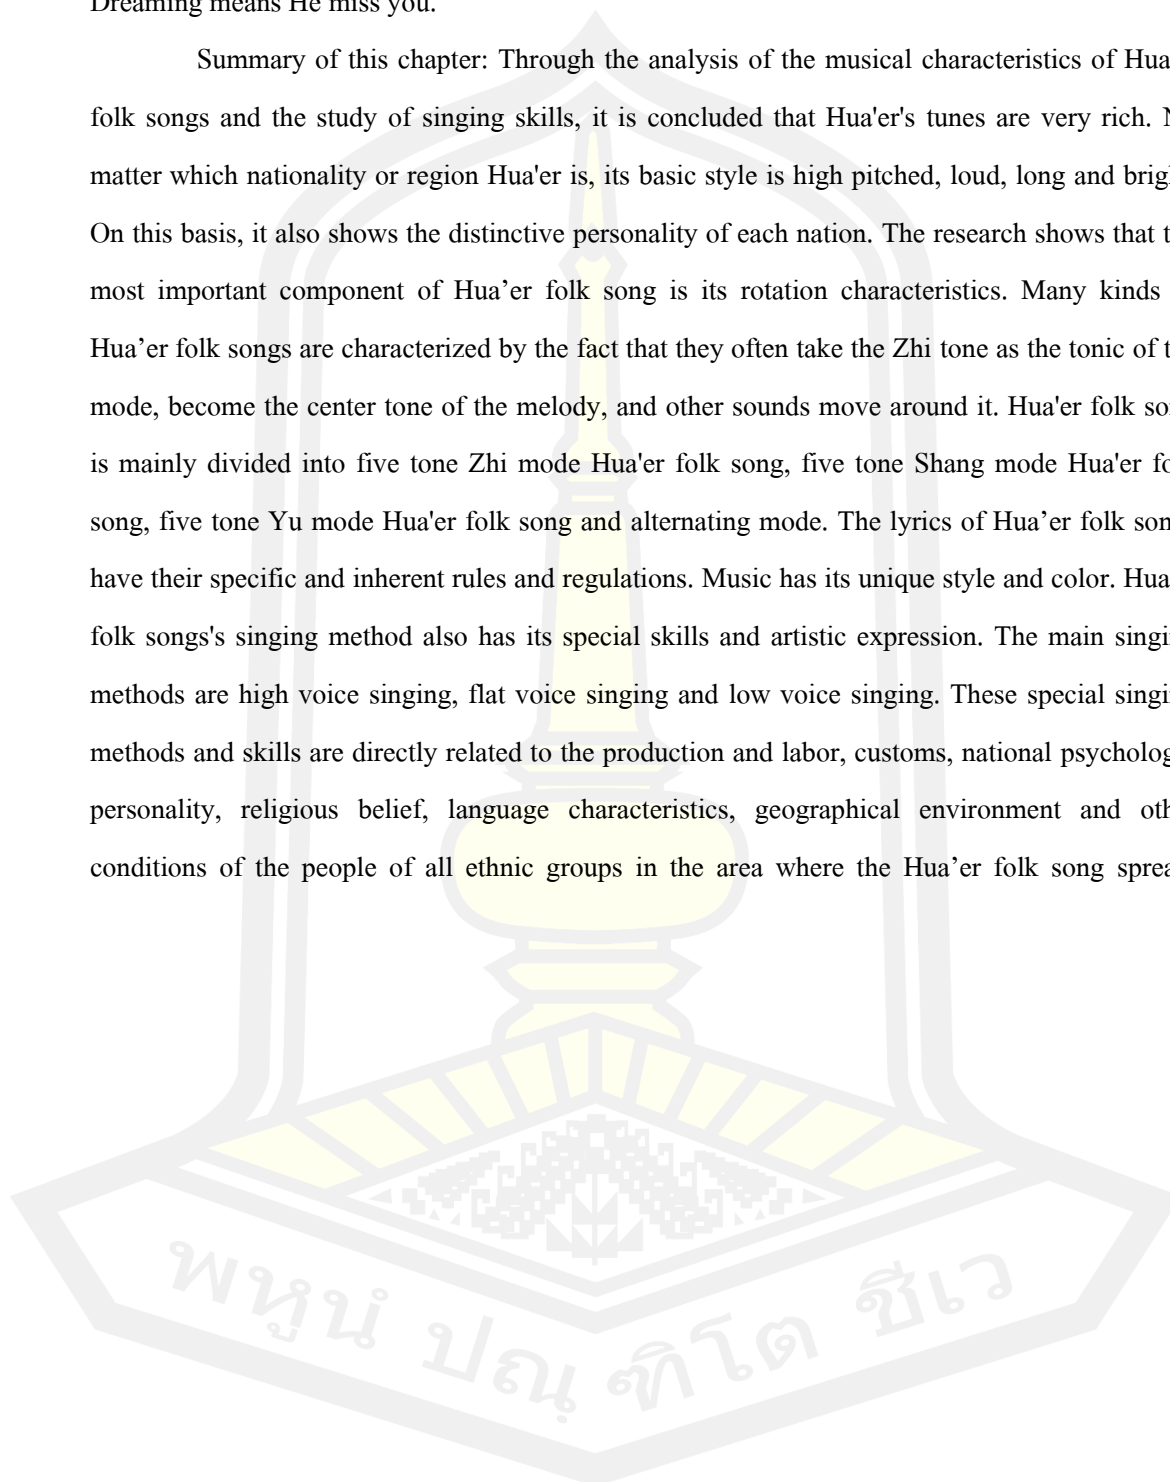 Dreaming means He miss you.
Summary of this chapter: Through the analysis of the musical characteristics of Hua
folk songs and the study of singing skills, it is concluded that Hua'er's tunes are very rich.
matter which nationality or region Hua'er is, its basic style is high pitched, loud, long and brigh
On this basis, it also shows the distinctive personality of each nation. The research shows that t
most important component of Hua’er folk song is its rotation characteristics. Many kinds
Hua’er folk songs are characterized by the fact that they often take the Zhi tone as the tonic of t
mode, become the center tone of the melody, and other sounds move around it. Hua'er folk so
is mainly divided into five tone Zhi mode Hua'er folk song, five tone Shang mode Hua'er fo
song, five tone Yu mode Hua'er folk song and alternating mode. The lyrics of Hua’er folk son
have their specific and inherent rules and regulations. Music has its unique style and color. Hua
folk songs's singing method also has its special skills and artistic expression. The main singi
methods are high voice singing, flat voice singing and low voice singing. These special singi
methods and skills are directly related to the production and labor, customs, national psycholog
personality, religious belief, language characteristics, geographical environment and oth
conditions of the people of all ethnic groups in the area where the Hua’er folk song sprea
พหูนํ ปณฺฑิโต ชีเว